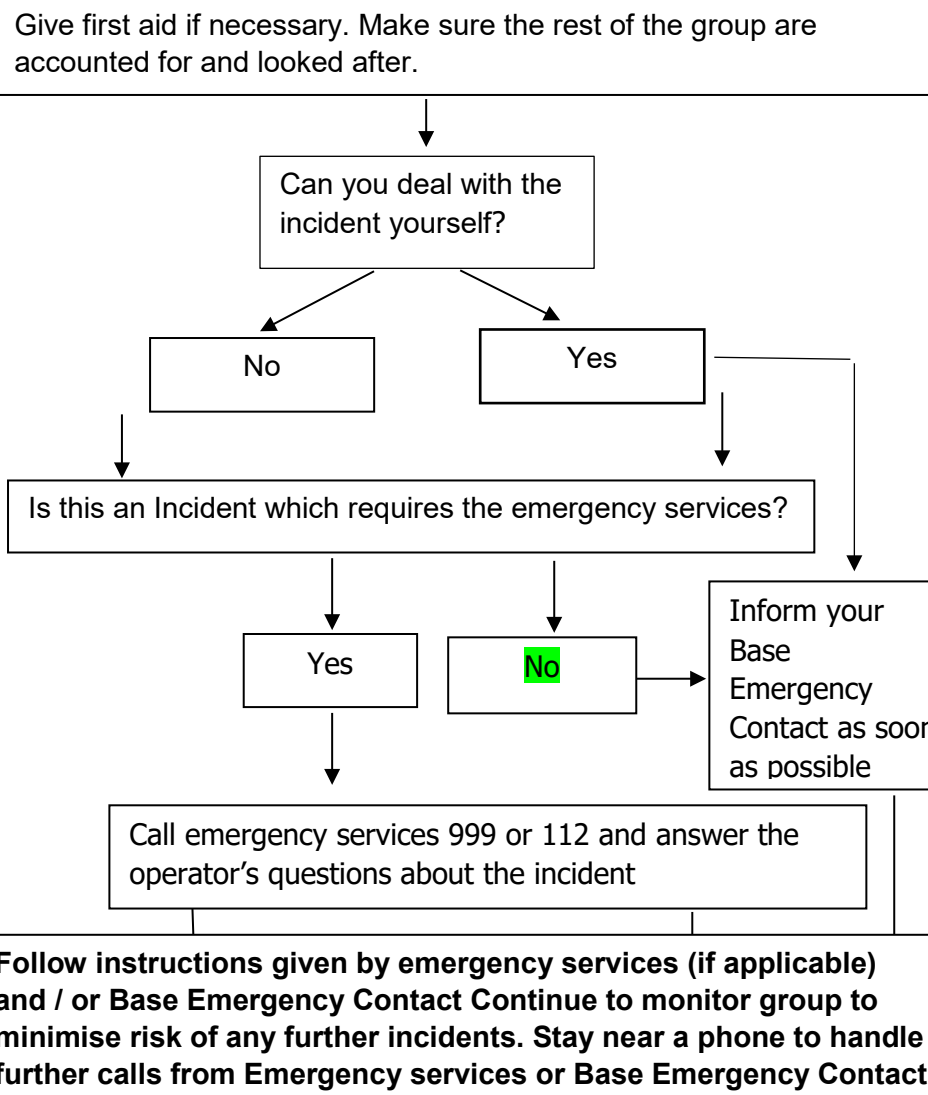 Give first aid if necessary. Make sure the rest of the group are
accounted for and looked after.
Can you deal with the
incident yourself?
No
Yes
Is this an Incident which requires the emergency services?
Yes
No
Inform your
Base
Emergency
Contact as soon
as possible
Call emergency services 999 or 112 and answer the
operator’s questions about the incident
Follow instructions given by emergency services (if applicable)
and / or Base Emergency Contact Continue to monitor group to
minimise risk of any further incidents. Stay near a phone to handle
further calls from Emergency services or Base Emergency Contact